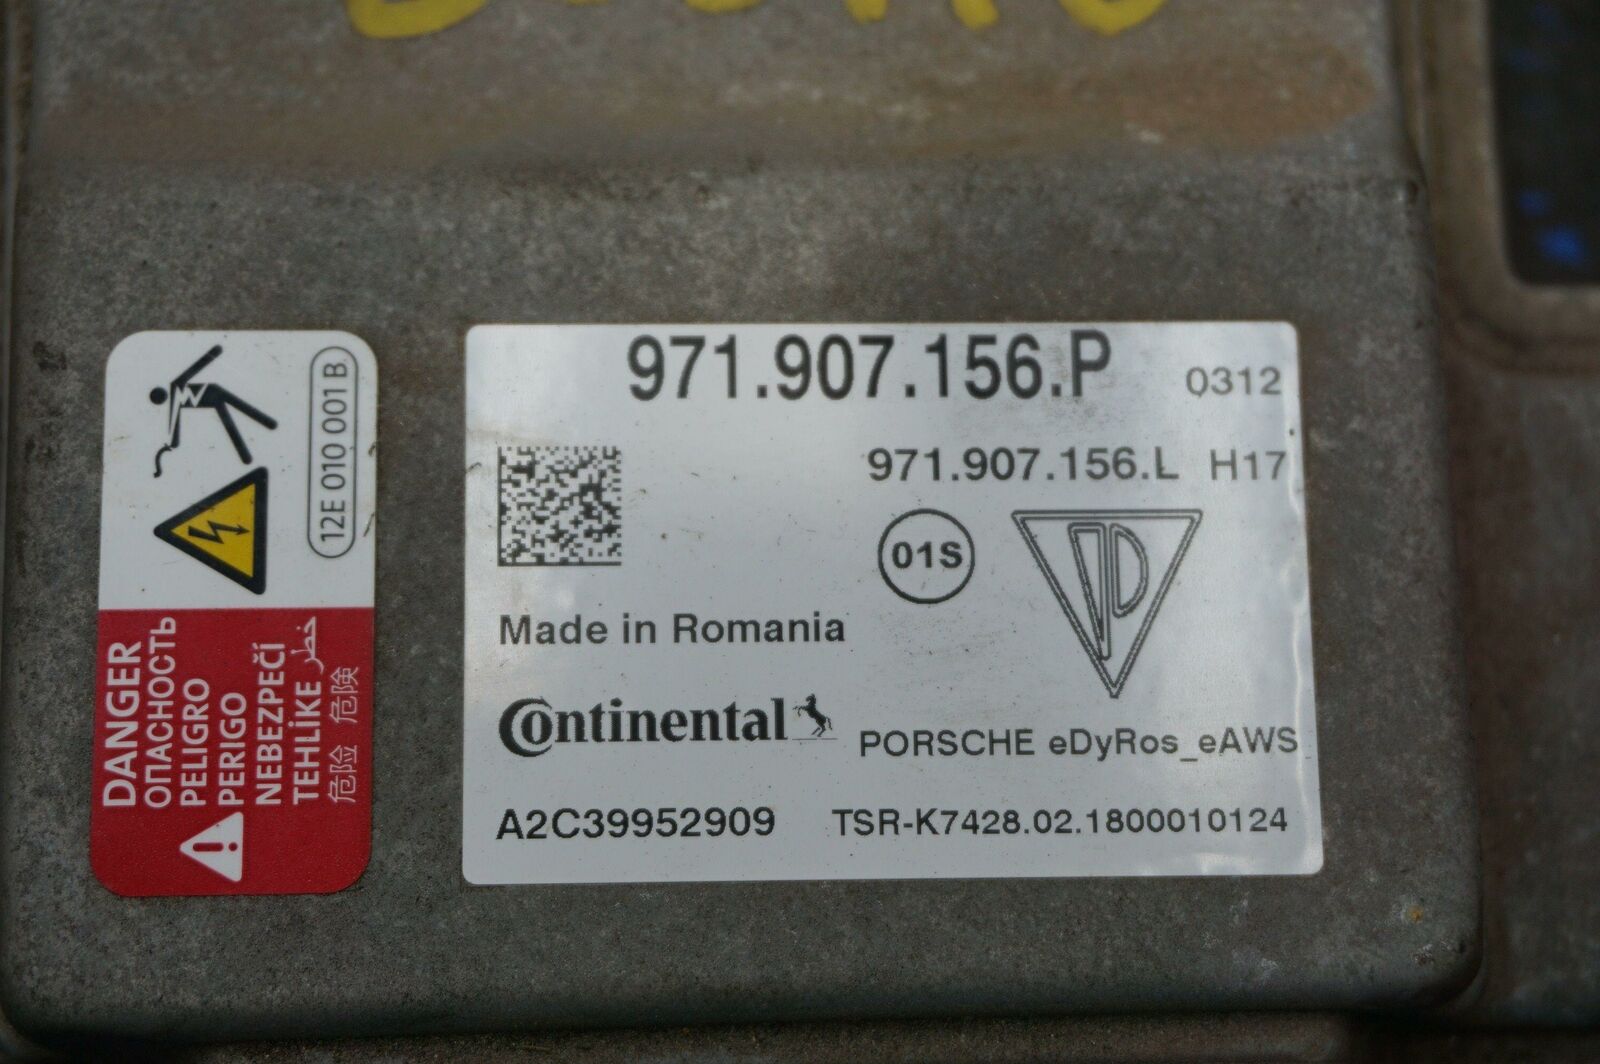 971.907.156.P 0312
971.907.156.L H17
01S
Made in Romania
Continental
PORSCHE eDyRos_eAWS
A2C39952909 TSR-K7428.02.1800010124
12E 010 001 B
DANGER
ОПАСНОСТЬ
PELIGRO
PERIGO
NEBEZPEČÍ
TEHLİKE خطر
危险 危険